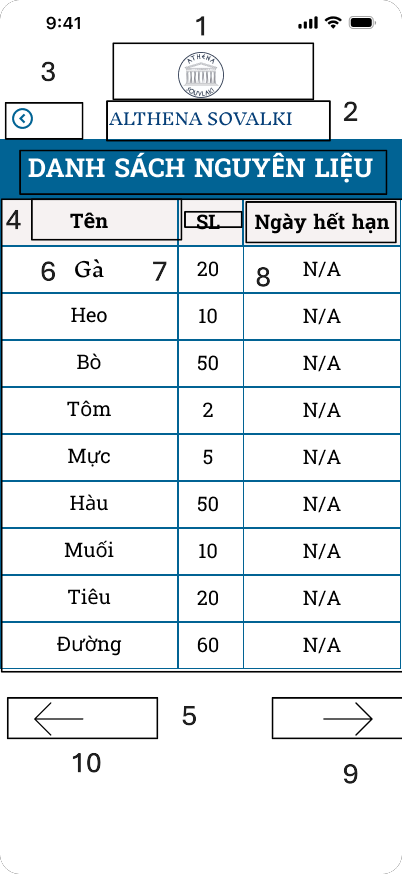 9:41
1
3
ATHENA
SOUVLAKI
ALTHENA SOVALKI
2
DANH SÁCH NGUYÊN LIỆU
4 Tên SL Ngày hết hạn
6 Gà 7 20 8 N/A
Heo 10 N/A
Bò 50 N/A
Tôm 2 N/A
Mực 5 N/A
Hàu 50 N/A
Muối 10 N/A
Tiêu 20 N/A
Đường 60 N/A
5
10
9